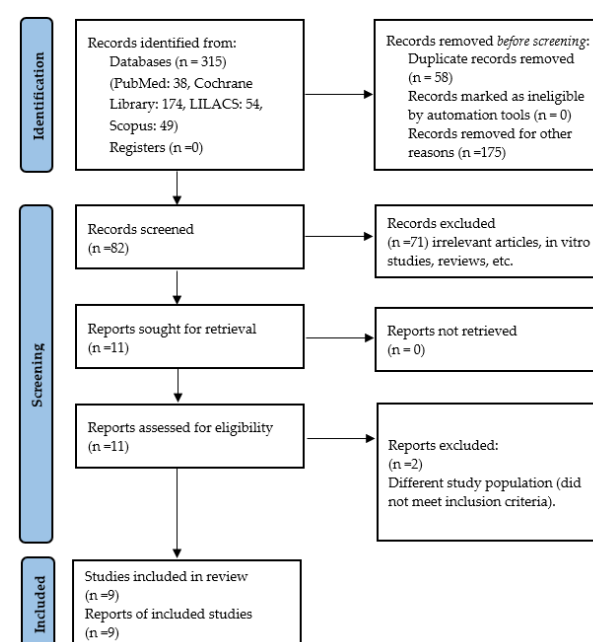 Identification
Records identified from:
Databases (n = 315)
(PubMed: 38, Cochrane
Library: 174, LILACS: 54,
Scopus: 49)
Registers (n =0)
Records removed before screening:
Duplicate records removed
(n = 58)
Records marked as ineligible
by automation tools (n = 0)
Records removed for other
reasons (n =175)
Screening
Records screened
(n =82)
Records excluded
(n =71) irrelevant articles, in vitro
studies, reviews, etc.
Reports sought for retrieval
(n =11)
Reports not retrieved
(n = 0)
Reports assessed for eligibility
(n =11)
Reports excluded:
(n =2)
Different study population (did
not meet inclusion criteria).
Included
Studies included in review
(n =9)
Reports of included studies
(n =9)